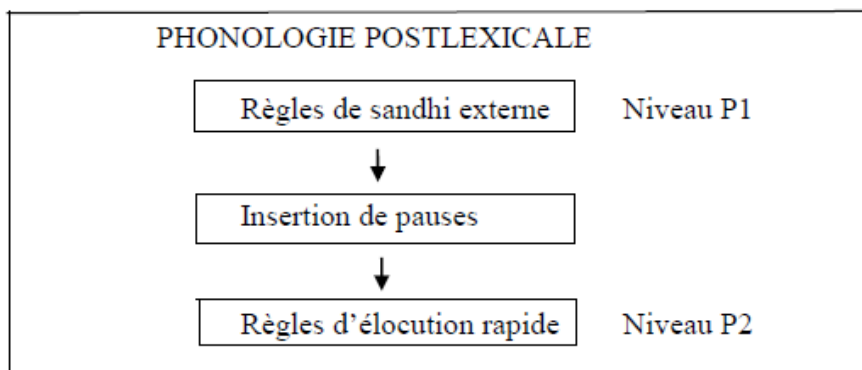 PHONOLOGIE POSTLEXICALE
Règles de sandhi externe Niveau P1
Insertion de pauses
Règles d'élocution rapide Niveau P2